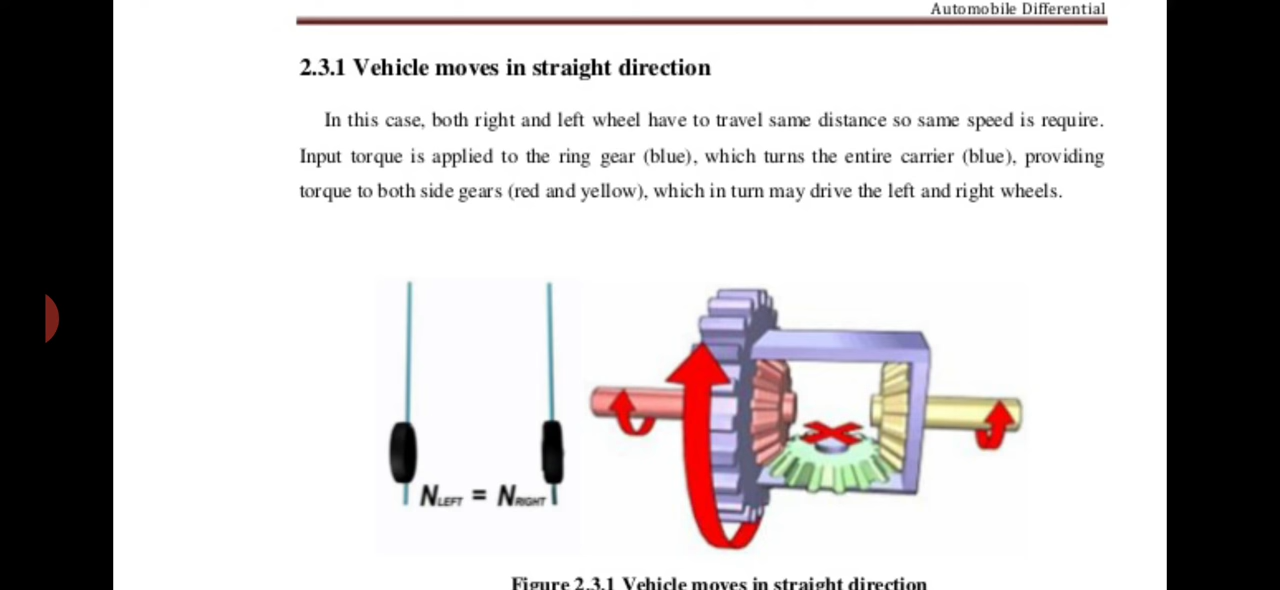 Automobile Differential
2.3.1 Vehicle moves in straight direction
In this case, both right and left wheel have to travel same distance so same speed is require.
Input torque is applied to the ring gear (blue), which turns the entire carrier (blue), providing
torque to both side gears (red and yellow), which in turn may drive the left and right wheels.
NLEFT = NRIGHT
Figure 2.3.1 Vehicle moves in straight direction